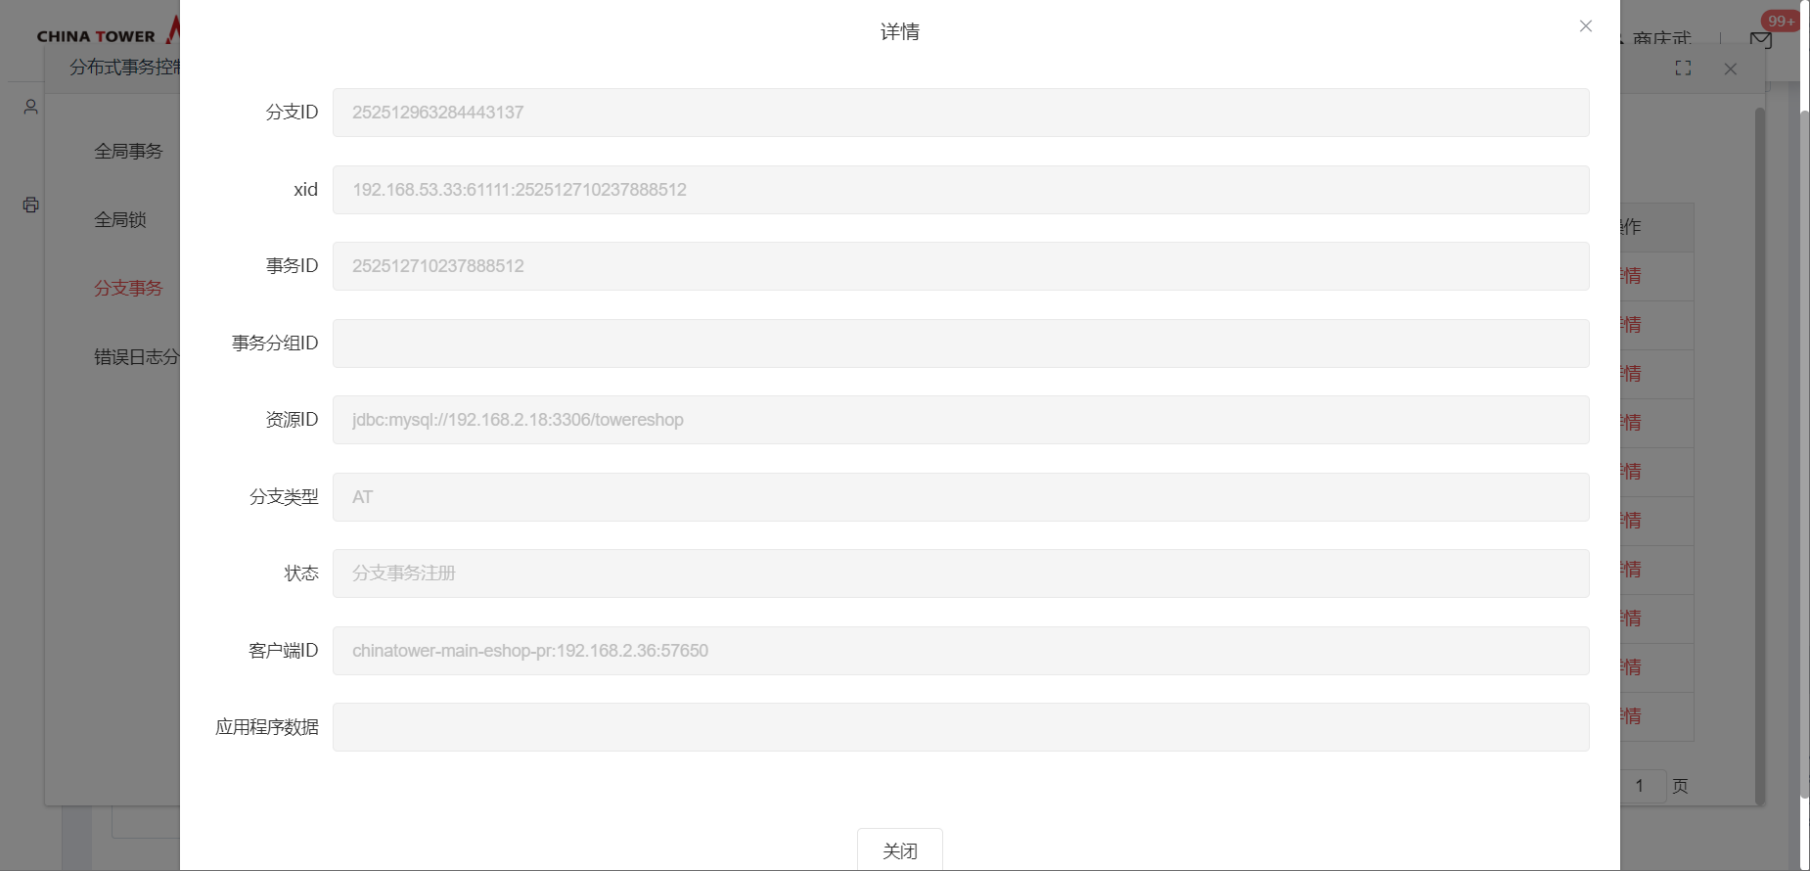 CHINA TOWER
详情
99+
商庆武
分布式事务控制
全局事务
全局锁
分支事务
错误日志分
分支ID
252512963284443137
xid
192.168.53.33:61111:252512710237888512
事务ID
252512710237888512
事务分组ID
资源ID
jdbc:mysql://192.168.2.18:3306/towereshop
分支类型
AT
状态
分支事务注册
客户端ID
chinatower-main-eshop-pr:192.168.2.36:57650
应用程序数据
作
情
情
情
情
情
情
情
情
情
情
1 页
关闭